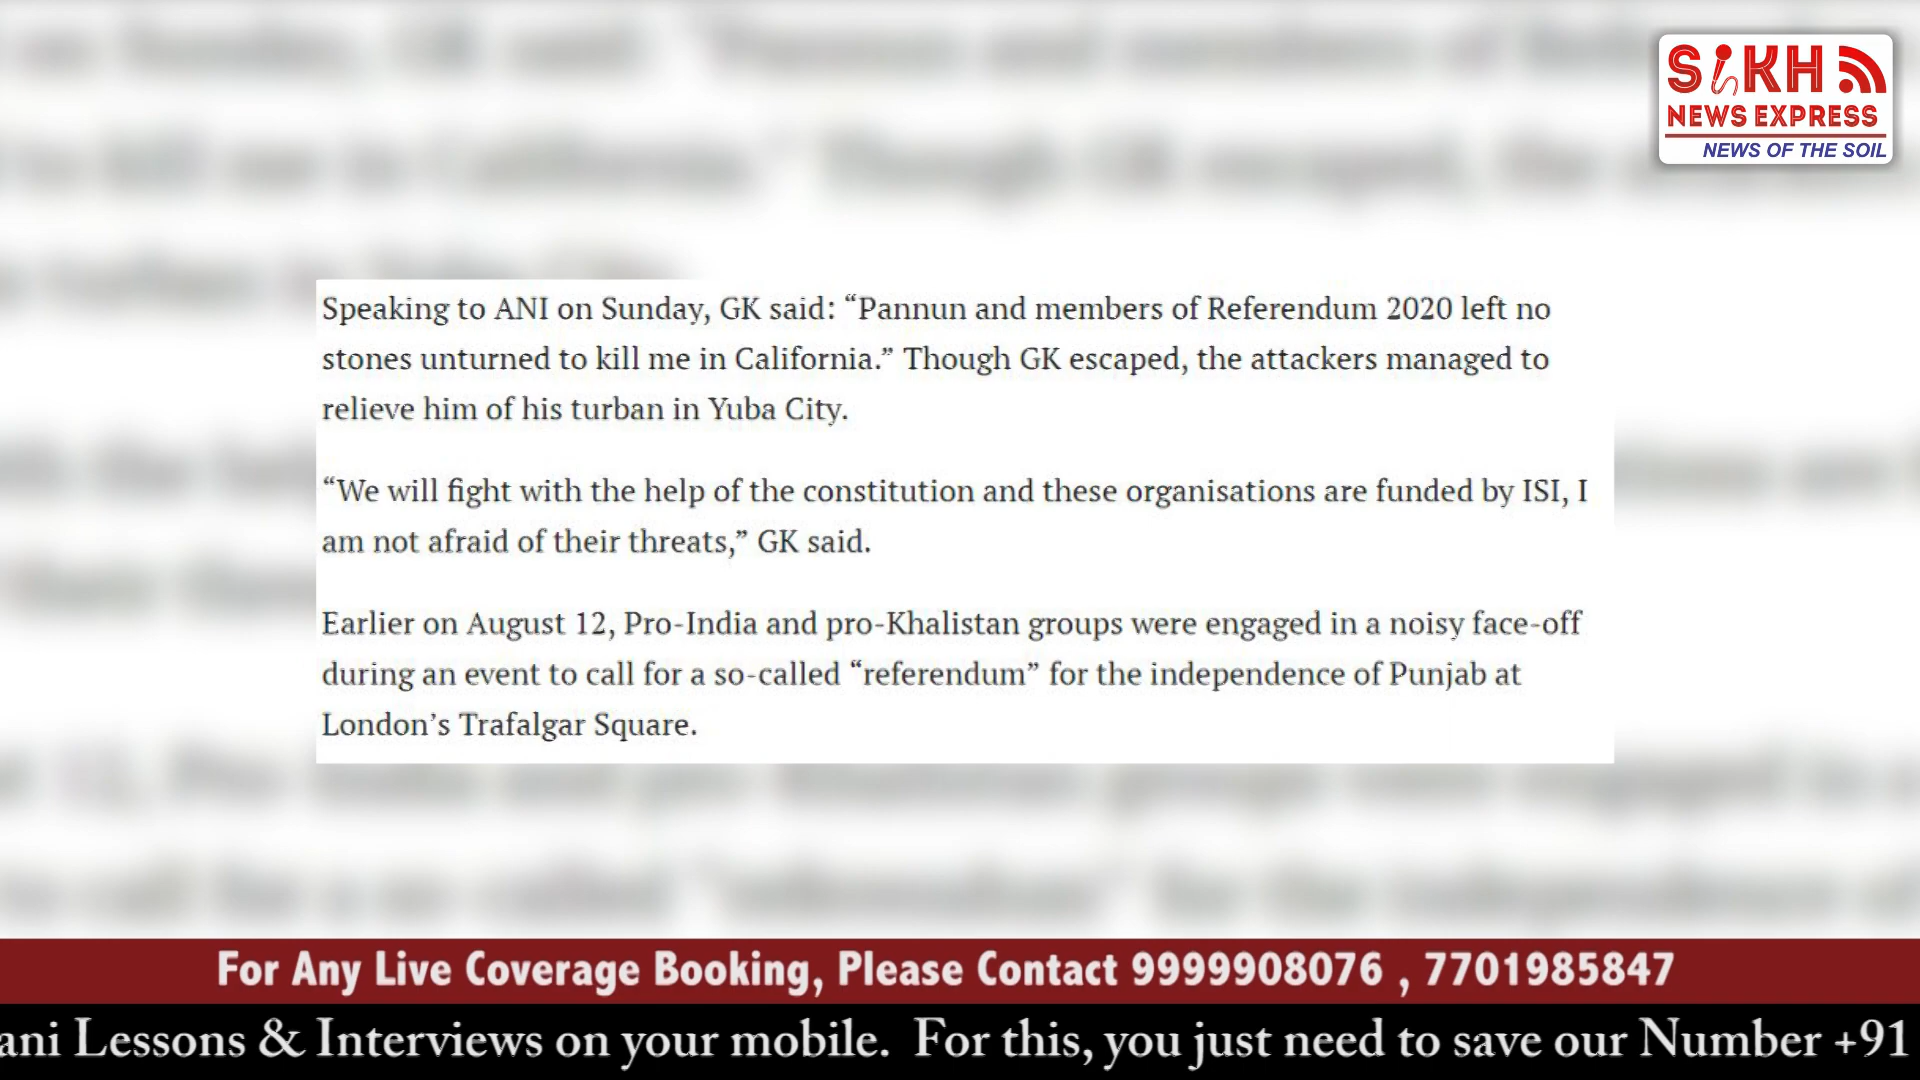 SiKH
NEWS EXPRESS
NEWS OF THE SOIL
Speaking to ANI on Sunday, GK said: “Pannun and members of Referendum 2020 left no
stones unturned to kill me in California.” Though GK escaped, the attackers managed to
relieve him of his turban in Yuba City.
“We will fight with the help of the constitution and these organisations are funded by ISI, I
am not afraid of their threats,” GK said.
Earlier on August 12, Pro-India and pro-Khalistan groups were engaged in a noisy face-off
during an event to call for a so-called “referendum” for the independence of Punjab at
London’s Trafalgar Square.
For Any Live Coverage Booking, Please Contact 9999908076 , 7701985847
ani Lessons & Interviews on your mobile. For this, you just need to save our Number +91